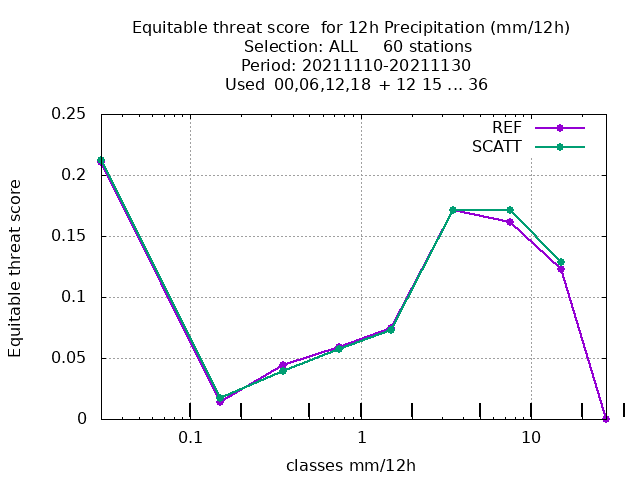 Equitable threat score  for 12h Precipitation (mm/12h)
Selection: ALL     60 stations
Period: 20211110-20211130
Used  00,06,12,18  + 12 15 ... 36
REF
SCATT
0.25
0.2
0.15
0.1
0.05
0
Equitable threat score
0.1
1
10
classes mm/12h